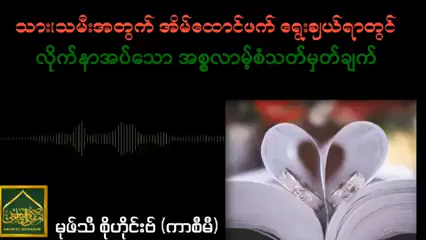 သား၊သမီးအတွက် အိမ်ထောင်ဖက် ရွေးချယ်ရာတွင်
လိုက်နာအပ်သော အစ္စလာမ့်စံသတ်မှတ်ချက်
မုဖ်သီ စိုဟိုင်းဗ် (ကာစိမီ)